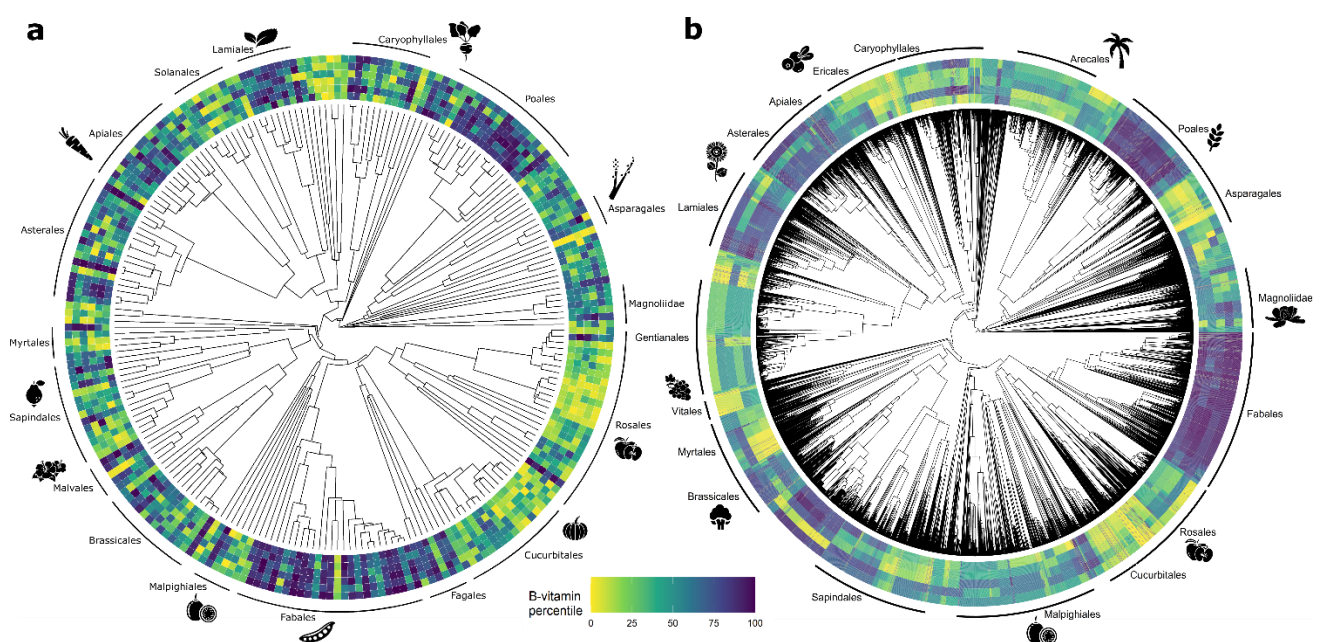 a
Lamiales
Caryophyllales
Solanales
Poales
Apiales
Asparagales
Asterales
Magnoliidae
Myrtales
Gentianales
Sapindales
Rosales
Malvales
Brassicales
Cucurbitales
Malpighiales
Fagales
Fabales
B-vitamin
percentile
0 25 50 75 100
b
Caryophyllales
Arecales
Ericales
Apiales
Poales
Asterales
Asparagales
Lamiales
Magnoliidae
Vitales
Fabales
Myrtales
Brassicales
Rosales
Cucurbitales
Sapindales
Malpighiales